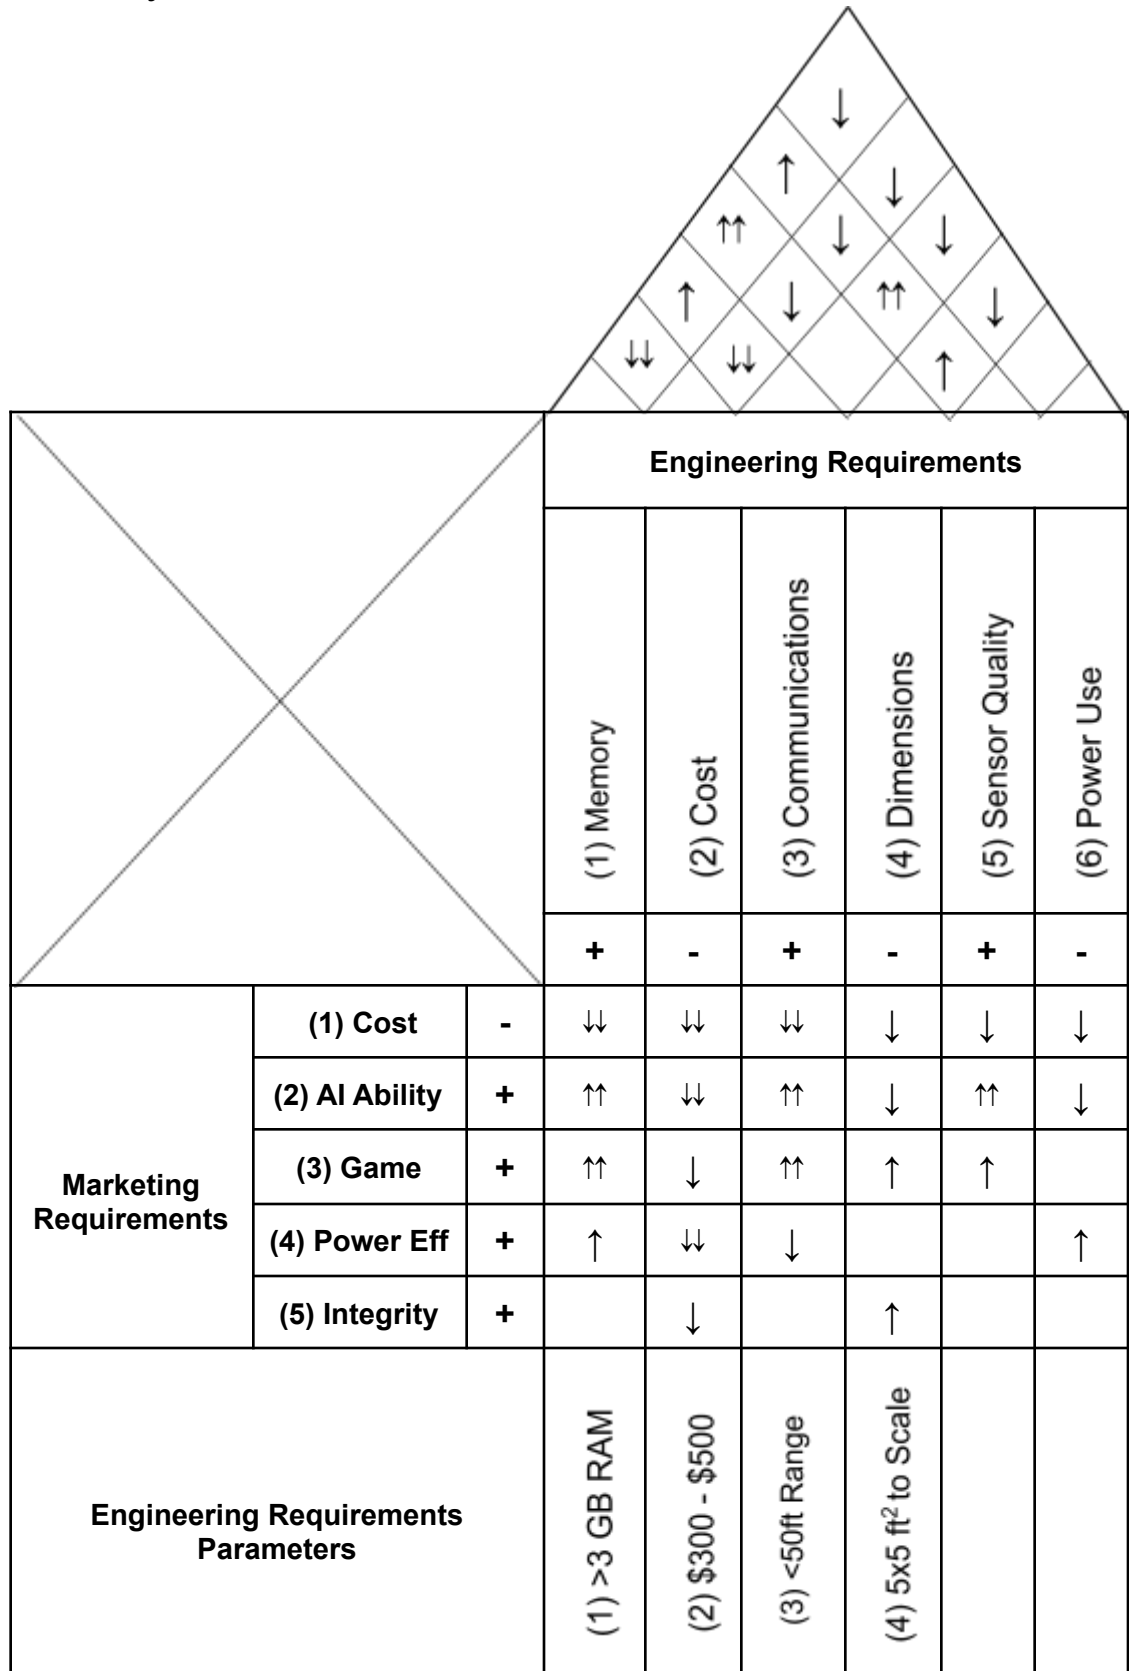 ↓
↑ ↓
↑↑ ↓ ↓
↑ ↓ ↑↑ ↓
↓↓ ↓↓ ↑
Engineering Requirements
(1) Memory
(2) Cost
(3) Communications
(4) Dimensions
(5) Sensor Quality
(6) Power Use
+ - + - + -
Marketing
Requirements
(1) Cost - ↓↓ ↓↓ ↓↓ ↓ ↓ ↓
(2) AI Ability + ↑↑ ↓↓ ↑↑ ↓ ↑↑ ↓
(3) Game + ↑↑ ↓ ↑↑ ↑ ↑
(4) Power Eff + ↑ ↓↓ ↓ ↑
(5) Integrity + ↓ ↑
Engineering Requirements
Parameters
(1) >3 GB RAM
(2) $300 - $500
(3) <50ft Range
(4) 5x5 ft² to Scale